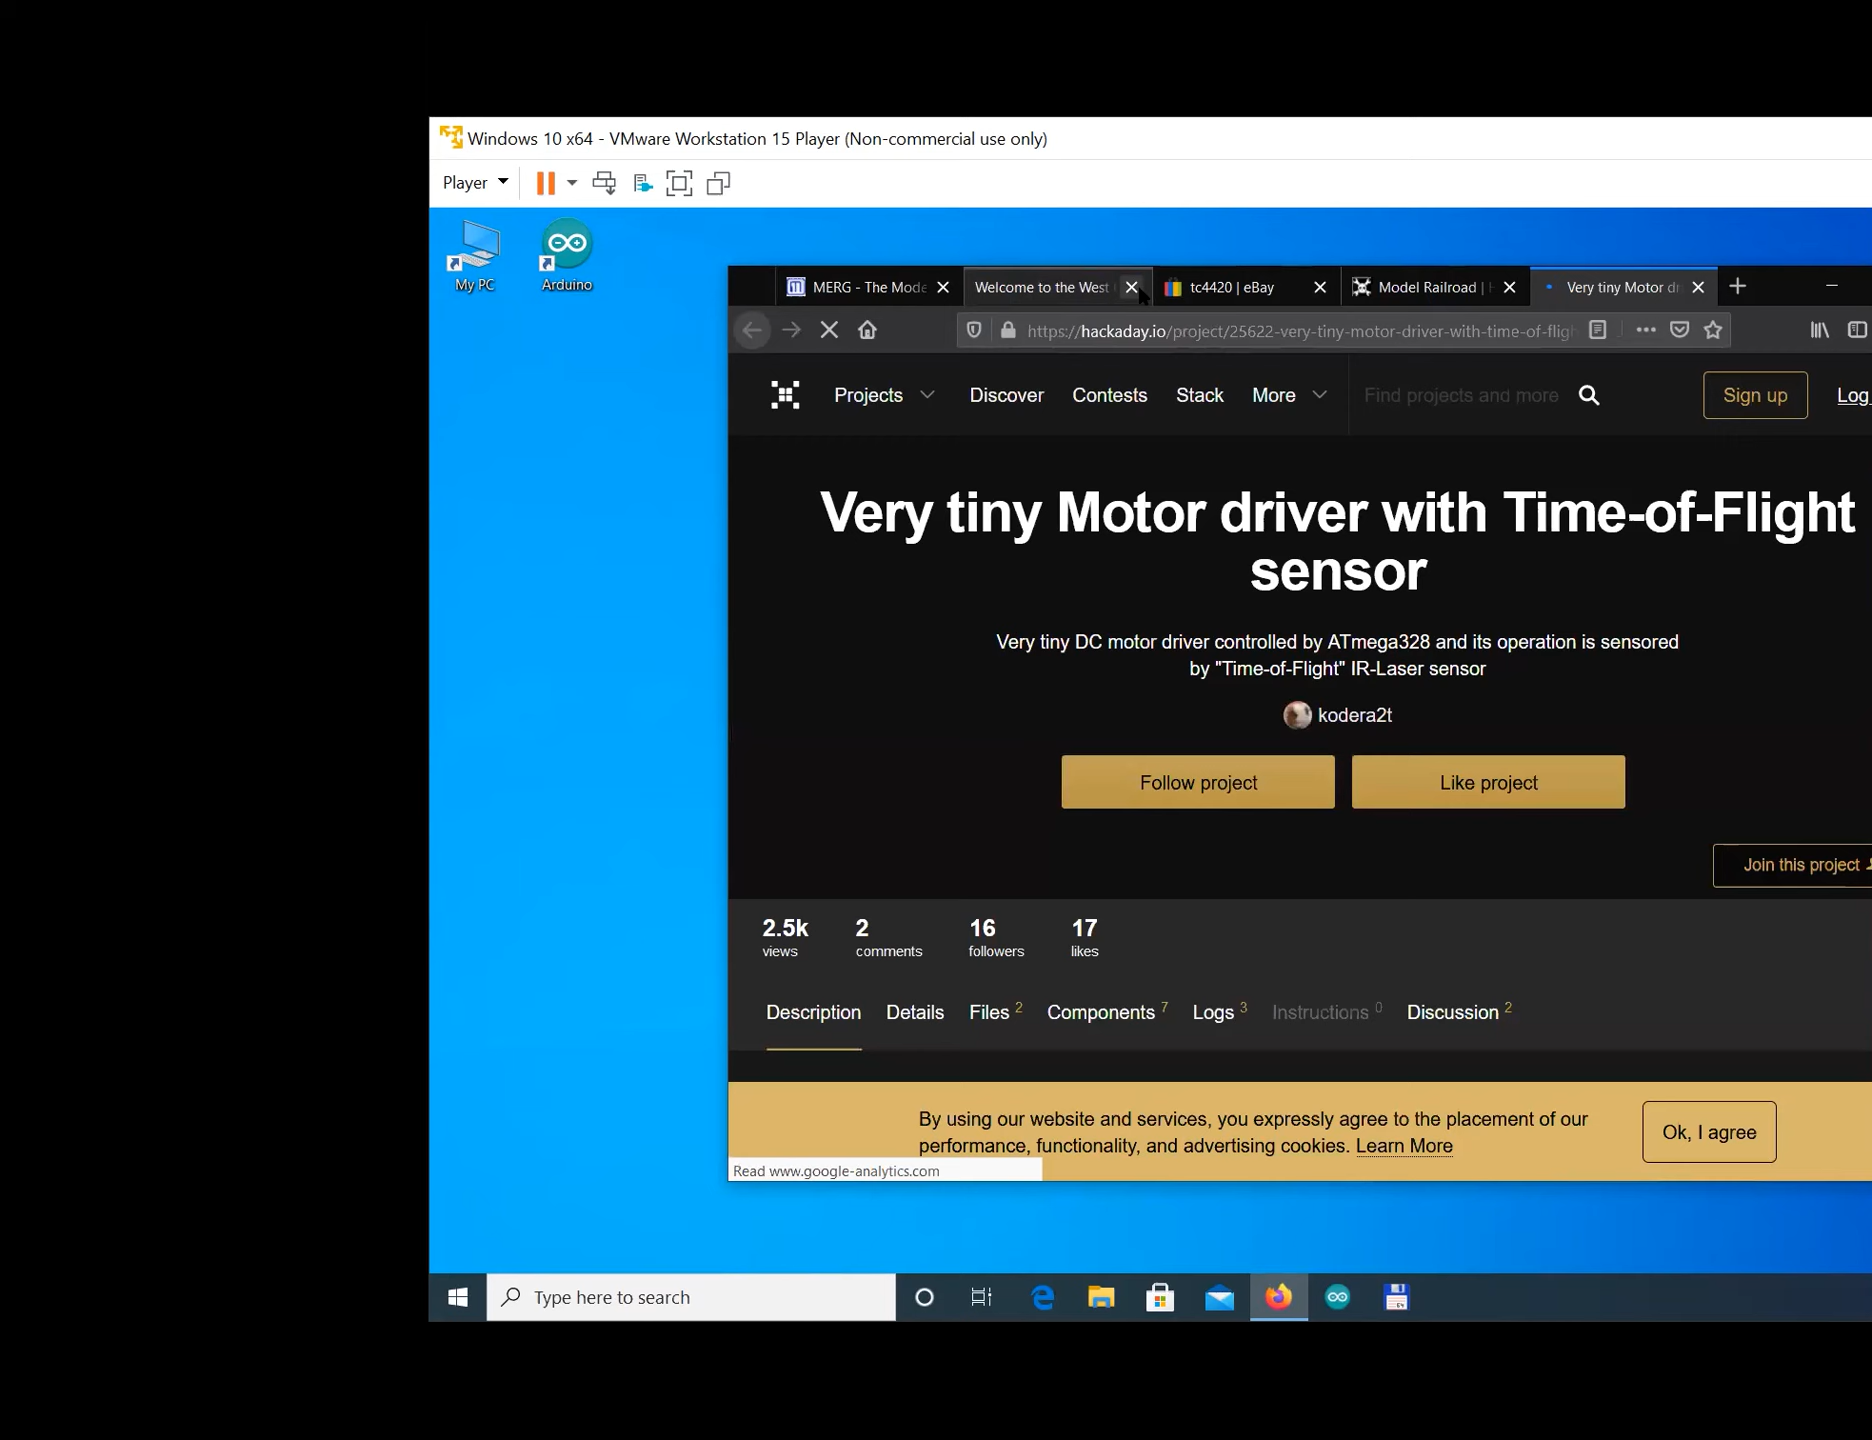 Windows 10 x64 - VMware Workstation 15 Player (Non-commercial use only)
Player
My PC
Arduino
MERG - The Mode
Welcome to the West
tc4420 | eBay
Model Railroad |
Very tiny Motor dr
https://hackaday.io/project/25622-very-tiny-motor-driver-with-time-of-fligh
Projects Discover Contests Stack More Find projects and more Sign up Log
Very tiny Motor driver with Time-of-Flight
sensor
Very tiny DC motor driver controlled by ATmega328 and its operation is sensored
by "Time-of-Flight" IR-Laser sensor
kodera2t
Follow project Like project
Join this project
2.5k 2 16 17
views comments followers likes
Description Details Files 2 Components 7 Logs 3 Instructions 0 Discussion 2
By using our website and services, you expressly agree to the placement of our
performance, functionality, and advertising cookies. Learn More
Ok, I agree
Read www.google-analytics.com
Type here to search